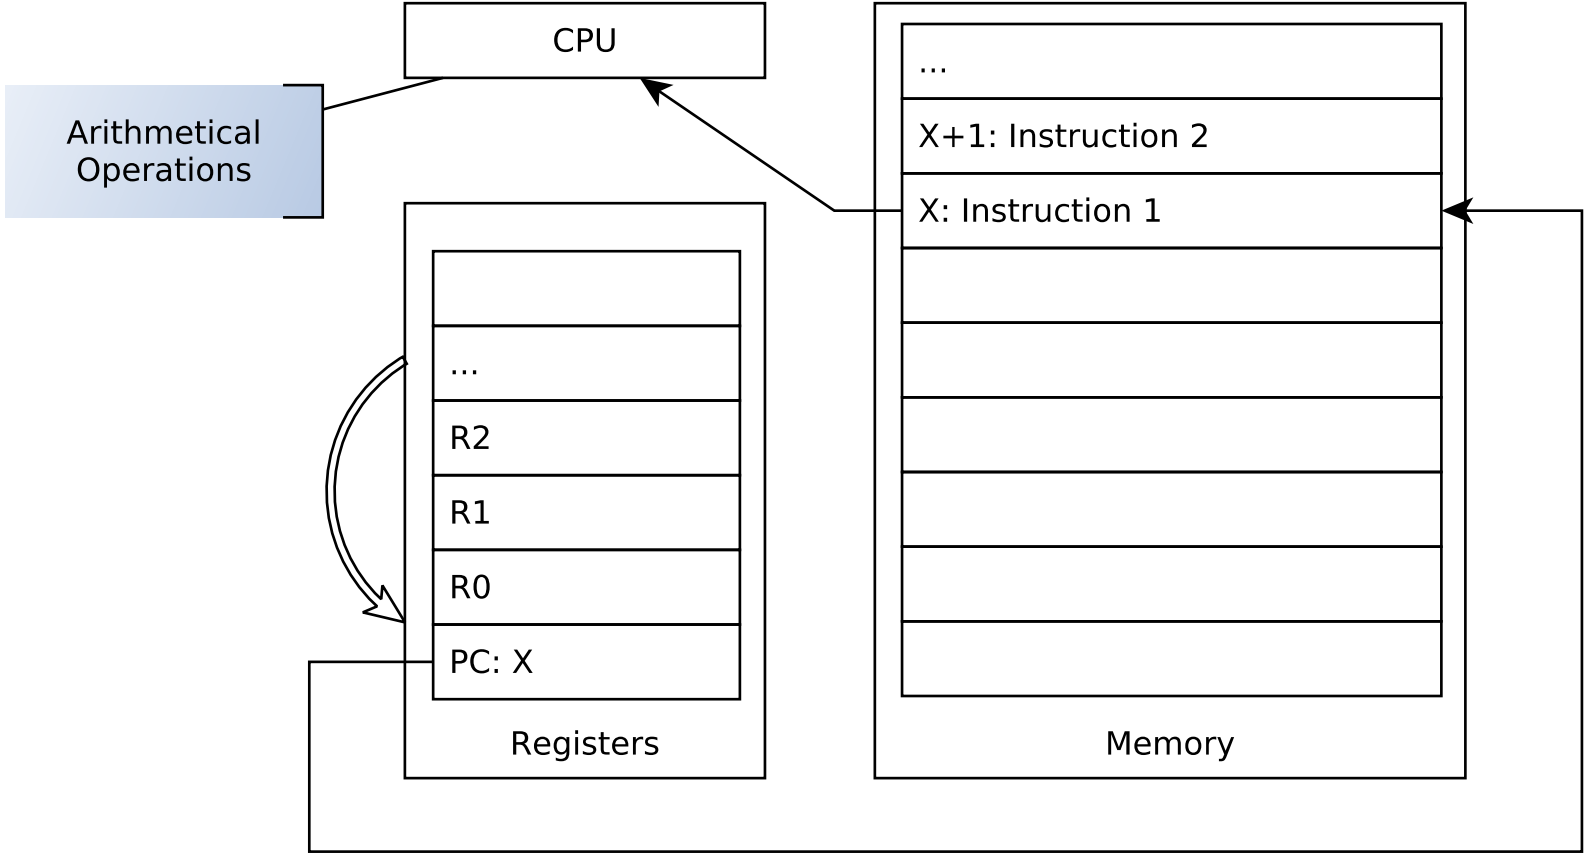 CPU
Arithmetical
Operations
...
X+1: Instruction 2
X: Instruction 1
...
R2
R1
R0
PC: X
Registers
Memory